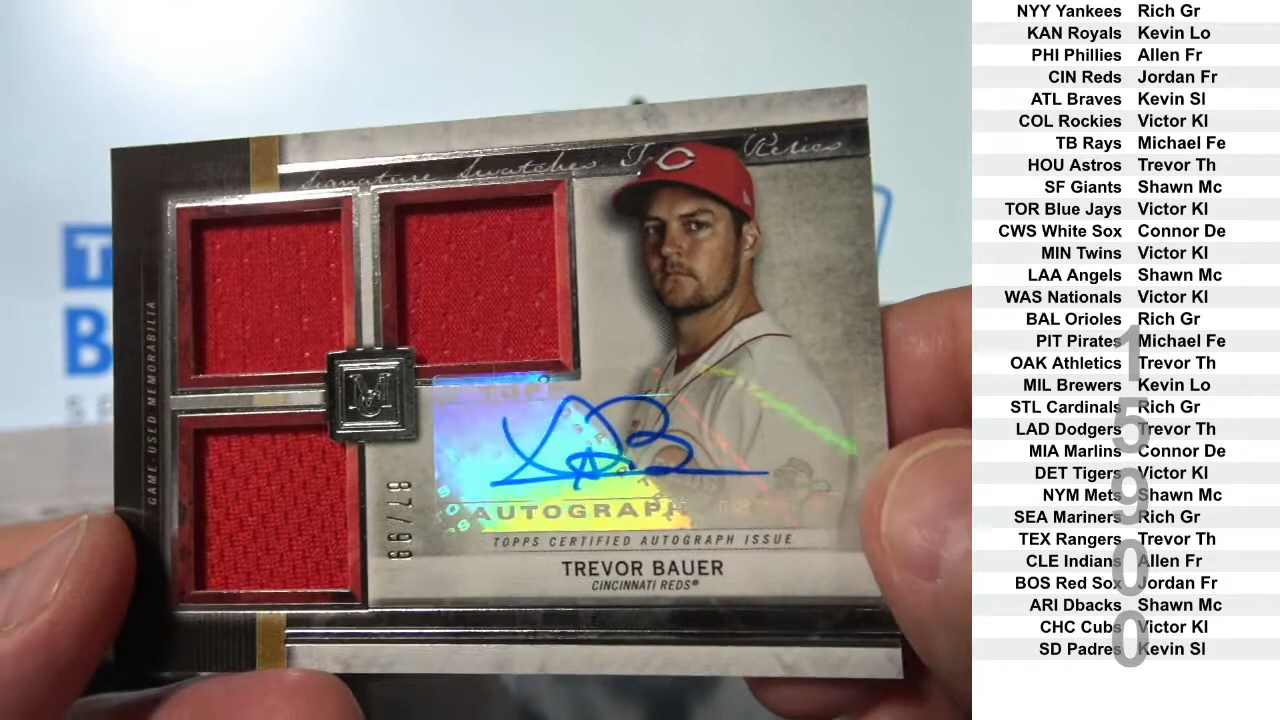 Signature Swatches Relics
GAME-USED MEMORABILIA
M
C
87/99
AUTOGRAPH
TOPPS CERTIFIED AUTOGRAPH ISSUE
TREVOR BAUER
CINCINNATI REDS®
NYY Yankees Rich Gr
KAN Royals Kevin Lo
PHI Phillies Allen Fr
CIN Reds Jordan Fr
ATL Braves Kevin Sl
COL Rockies Victor Kl
TB Rays Michael Fe
HOU Astros Trevor Th
SF Giants Shawn Mc
TOR Blue Jays Victor Kl
CWS White Sox Connor De
MIN Twins Victor Kl
LAA Angels Shawn Mc
WAS Nationals Victor Kl
BAL Orioles Rich Gr
PIT Pirates Michael Fe
OAK Athletics Trevor Th
MIL Brewers Kevin Lo
STL Cardinals Rich Gr
LAD Dodgers Trevor Th
MIA Marlins Connor De
DET Tigers Victor Kl
NYM Mets Shawn Mc
SEA Mariners Rich Gr
TEX Rangers Trevor Th
CLE Indians Allen Fr
BOS Red Sox Jordan Fr
ARI Dbacks Shawn Mc
CHC Cubs Victor Kl
SD Padres Kevin Sl
15900